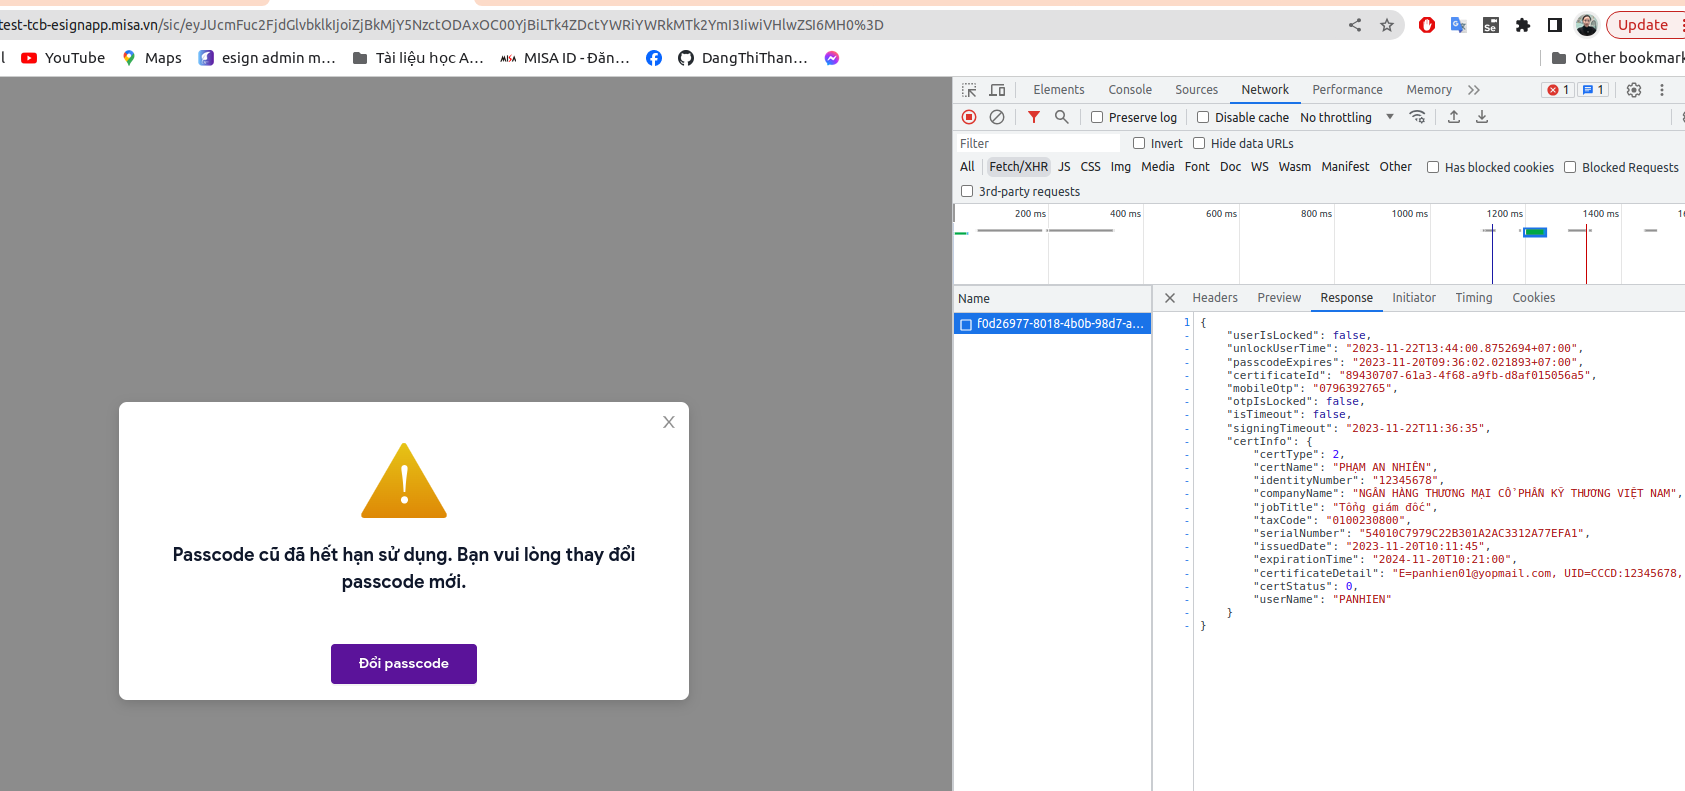 test-tcb-esignapp.misa.vn/sic/eyJUcmFuc2FjdGlvbklkIjoiZjBkMjY5NzctODAxOC00YjBiLTk4ZDctYWRiYWRkMTk2YmI3IiwiVHlwZSI6MH0%3D
Update
YouTube Maps esign admin m... Tài liệu học A... MISA ID - Đăn... DangThiThan... Other bookmark
Elements Console Sources Network Performance Memory 1 1
Preserve log Disable cache No throttling
Filter Invert Hide data URLs
All Fetch/XHR JS CSS Img Media Font Doc WS Wasm Manifest Other Has blocked cookies Blocked Requests
3rd-party requests
200 ms 400 ms 600 ms 800 ms 1000 ms 1200 ms 1400 ms
Name
Headers Preview Response Initiator Timing Cookies
f0d26977-8018-4b0b-98d7-a...
1 {
- "userIsLocked": false,
- "unlockUserTime": "2023-11-22T13:44:00.8752694+07:00",
- "passcodeExpires": "2023-11-20T09:36:02.021893+07:00",
- "certificateId": "89430707-61a3-4f68-a9fb-d8af015056a5",
- "mobileOtp": "0796392765",
- "otpIsLocked": false,
- "isTimeout": false,
- "signingTimeout": "2023-11-22T11:36:35",
- "certInfo": {
- "certType": 2,
- "certName": "PHẠM AN NHIÊN",
- "identityNumber": "12345678",
- "companyName": "NGÂN HÀNG THƯƠNG MẠI CỔ PHẦN KỸ THƯƠNG VIỆT NAM",
- "jobTitle": "Tổng giám đốc",
- "taxCode": "0100230800",
- "serialNumber": "54010C7979C22B301A2AC3312A77EFA1",
- "issuedDate": "2023-11-20T10:11:45",
- "expirationTime": "2024-11-20T10:21:00",
- "certificateDetail": "E=panhien01@yopmail.com, UID=CCCD:12345678,
- "certStatus": 0,
- "userName": "PANHIEN"
- }
- }
X
Passcode cũ đã hết hạn sử dụng. Bạn vui lòng thay đổi
passcode mới.
Đổi passcode